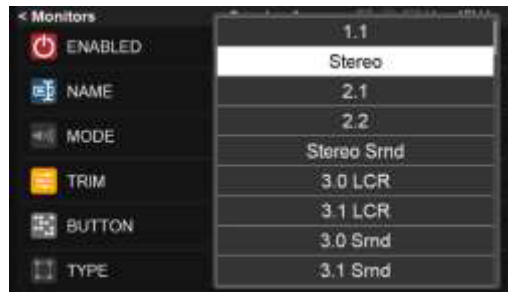 < Monitors
ENABLED
NAME
MODE
TRIM
BUTTON
TYPE
1.1
Stereo
2.1
2.2
Stereo Srnd
3.0 LCR
3.1 LCR
3.0 Srnd
3.1 Srnd